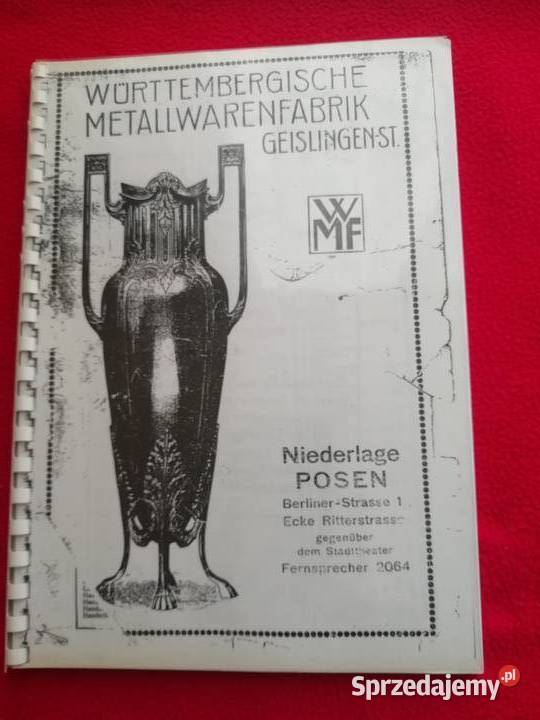 WÜRTTEMBERGISCHE
METALLWARENFABRIK
GEISLINGEN-ST.
WMF
Niederlage
POSEN
Berliner-Strasse 1
Ecke Ritterstrasse
gegenüber
dem Stadttheater
Fernsprecher 2064
Sprzedajemy.pl